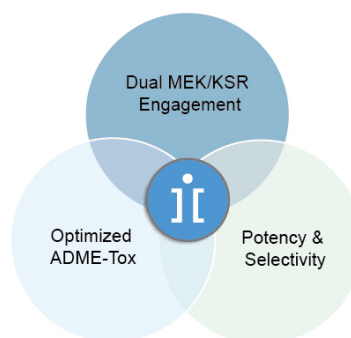 Dual MEK/KSR
Engagement
Optimized
ADME-Tox
Potency &
Selectivity